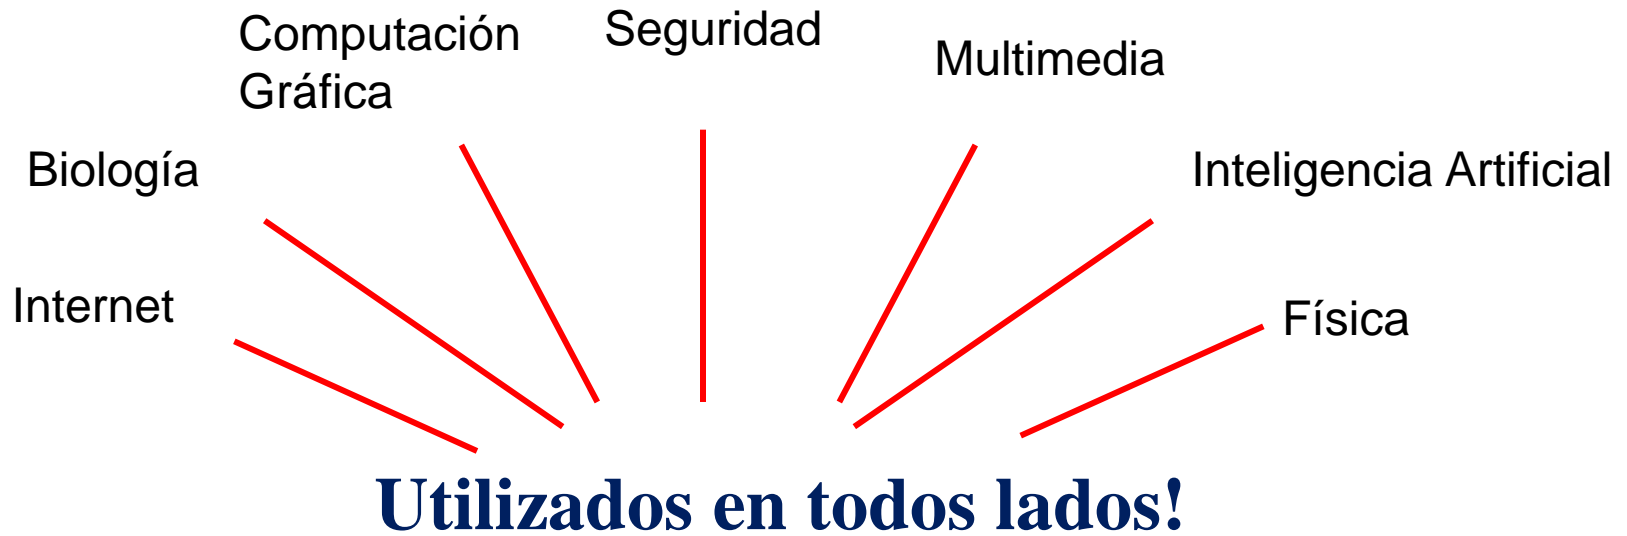 Computación
Gráfica
Seguridad
Multimedia
Biología
Inteligencia Artificial
Internet
Física
Utilizados en todos lados!